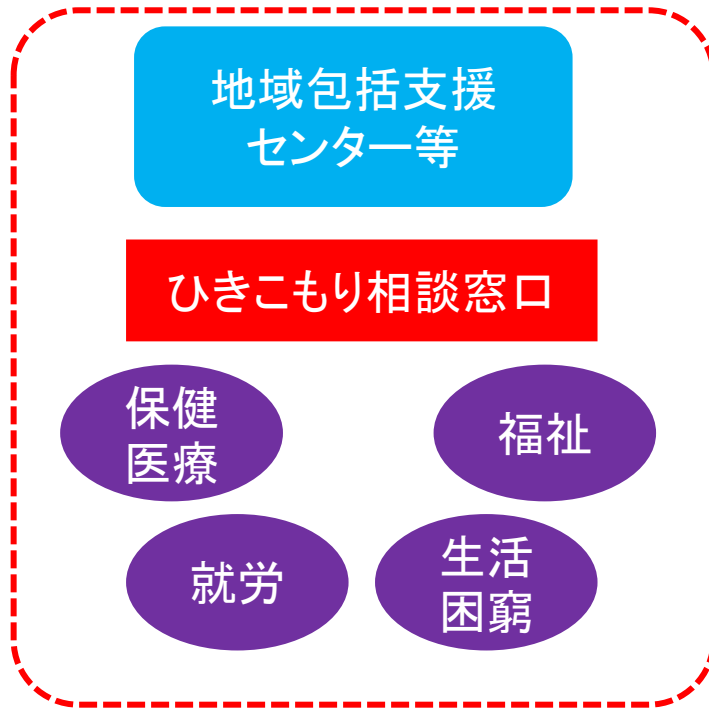 地域包括支援
センター等
ひきこもり相談窓口
保健
医療
福祉
就労
生活
困窮